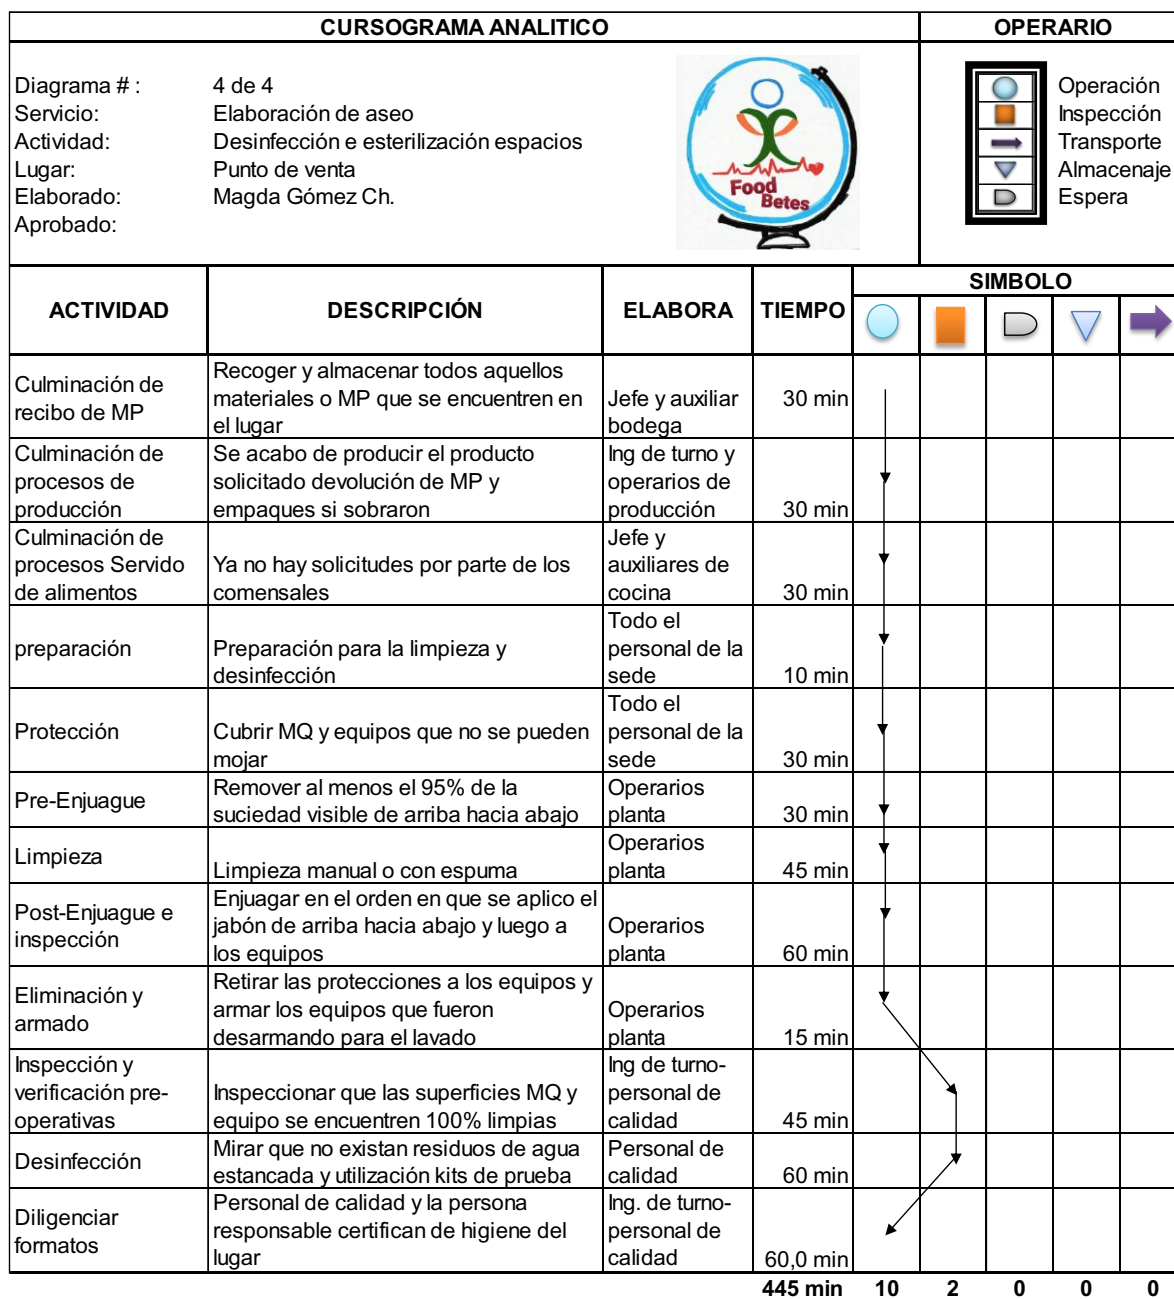 CURSOGRAMA ANALITICO
OPERARIO
Diagrama # : 4 de 4
Servicio: Elaboración de aseo
Actividad: Desinfección e esterilización espacios
Lugar: Punto de venta
Elaborado: Magda Gómez Ch.
Aprobado:
Food
Betes
Operación
Inspección
Transporte
Almacenaje
Espera
ACTIVIDAD DESCRIPCIÓN ELABORA TIEMPO SIMBOLO
Culminación de
recibo de MP
Recoger y almacenar todos aquellos
materiales o MP que se encuentren en
el lugar
Jefe y auxiliar
bodega
30 min
Culminación de
procesos de
producción
Se acabo de producir el producto
solicitado devolución de MP y
empaques si sobraron
Ing de turno y
operarios de
producción
30 min
Culminación de
procesos Servido
de alimentos
Ya no hay solicitudes por parte de los
comensales
Jefe y
auxiliares de
cocina
30 min
preparación
Preparación para la limpieza y
desinfección
Todo el
personal de la
sede
10 min
Protección
Cubrir MQ y equipos que no se pueden
mojar
Todo el
personal de la
sede
30 min
Pre-Enjuague
Remover al menos el 95% de la
suciedad visible de arriba hacia abajo
Operarios
planta
30 min
Limpieza
Limpieza manual o con espuma
Operarios
planta
45 min
Post-Enjuague e
inspección
Enjuagar en el orden en que se aplico el
jabón de arriba hacia abajo y luego a
los equipos
Operarios
planta
60 min
Eliminación y
armado
Retirar las protecciones a los equipos y
armar los equipos que fueron
desarmando para el lavado
Operarios
planta
15 min
Inspección y
verificación pre-
operativas
Inspeccionar que las superficies MQ y
equipo se encuentren 100% limpias
Ing de turno-
personal de
calidad
45 min
Desinfección
Mirar que no existan residuos de agua
estancada y utilización kits de prueba
Personal de
calidad
60 min
Diligenciar
formatos
Personal de calidad y la persona
responsable certifican de higiene del
lugar
Ing. de turno-
personal de
calidad
60,0 min
445 min 10 2 0 0 0